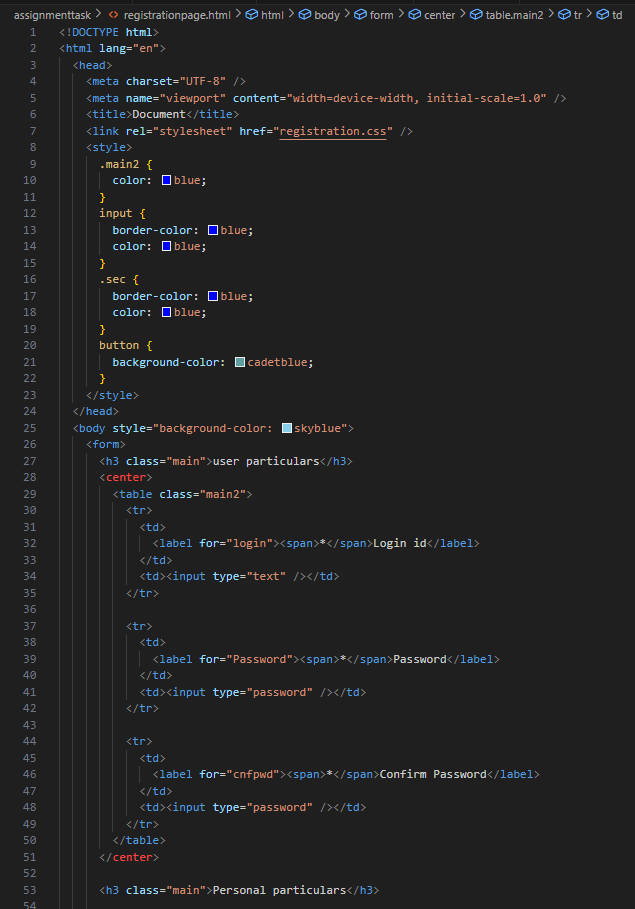 assignmenttask > <> registrationpage.html > html > body > form > center > table.main2 > tr > td
1 <!DOCTYPE html>
2 <html lang="en">
3 <head>
4 <meta charset="UTF-8" />
5 <meta name="viewport" content="width=device-width, initial-scale=1.0" />
6 <title>Document</title>
7 <link rel="stylesheet" href="registration.css" />
8 <style>
9 .main2 {
10 color: blue;
11 }
12 input {
13 border-color: blue;
14 color: blue;
15 }
16 .sec {
17 border-color: blue;
18 color: blue;
19 }
20 button {
21 background-color: cadetblue;
22 }
23 </style>
24 </head>
25 <body style="background-color: skyblue">
26 <form>
27 <h3 class="main">user particulars</h3>
28 <center>
29 <table class="main2">
30 <tr>
31 <td>
32 <label for="login"><span>*</span>Login id</label>
33 </td>
34 <td><input type="text" /></td>
35 </tr>
36
37 <tr>
38 <td>
39 <label for="Password"><span>*</span>Password</label>
40 </td>
41 <td><input type="password" /></td>
42 </tr>
43
44 <tr>
45 <td>
46 <label for="cnfpwd"><span>*</span>Confirm Password</label>
47 </td>
48 <td><input type="password" /></td>
49 </tr>
50 </table>
51 </center>
52
53 <h3 class="main">Personal particulars</h3>
54